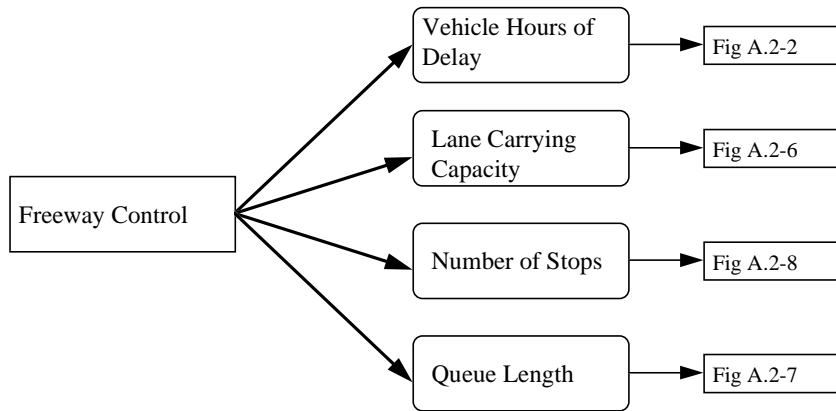 Vehicle Hours of
Delay
Fig A.2-2
Lane Carrying
Capacity
Fig A.2-6
Freeway Control
Number of Stops
Fig A.2-8
Queue Length
Fig A.2-7